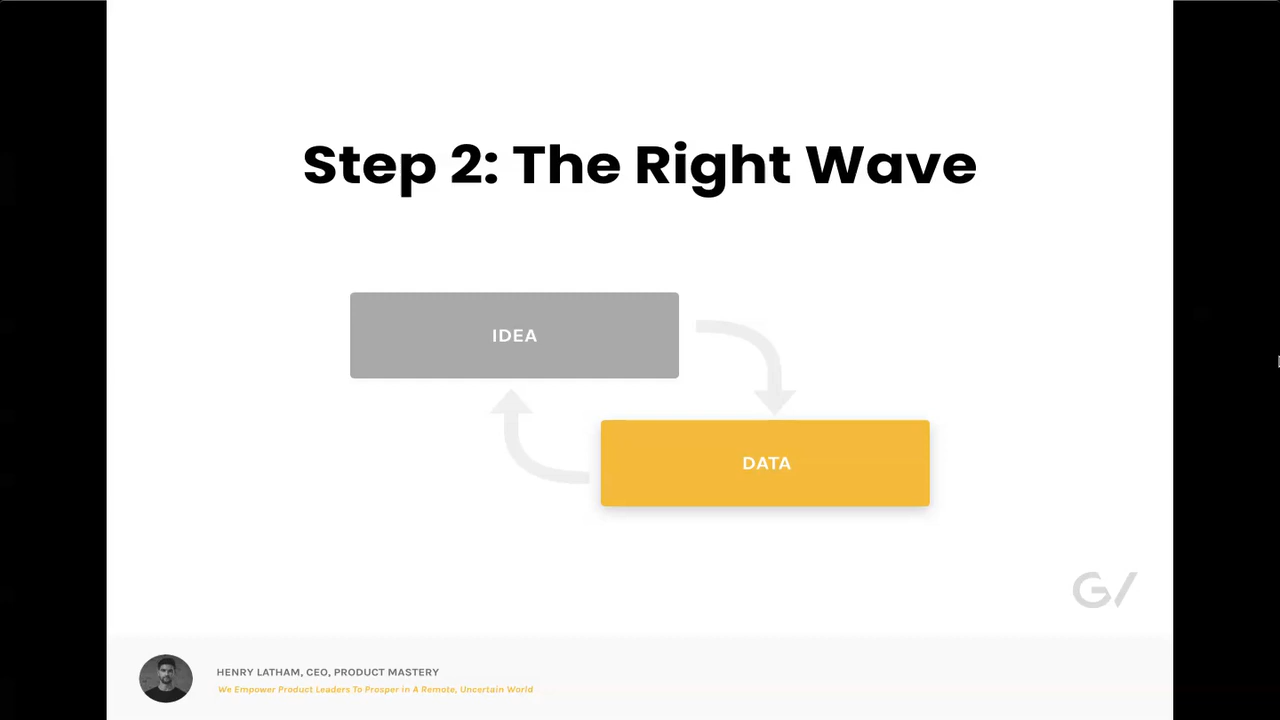 Step 2: The Right Wave
IDEA
DATA
GV
HENRY LATHAM, CEO, PRODUCT MASTERY
We Empower Product Leaders To Prosper in A Remote, Uncertain World